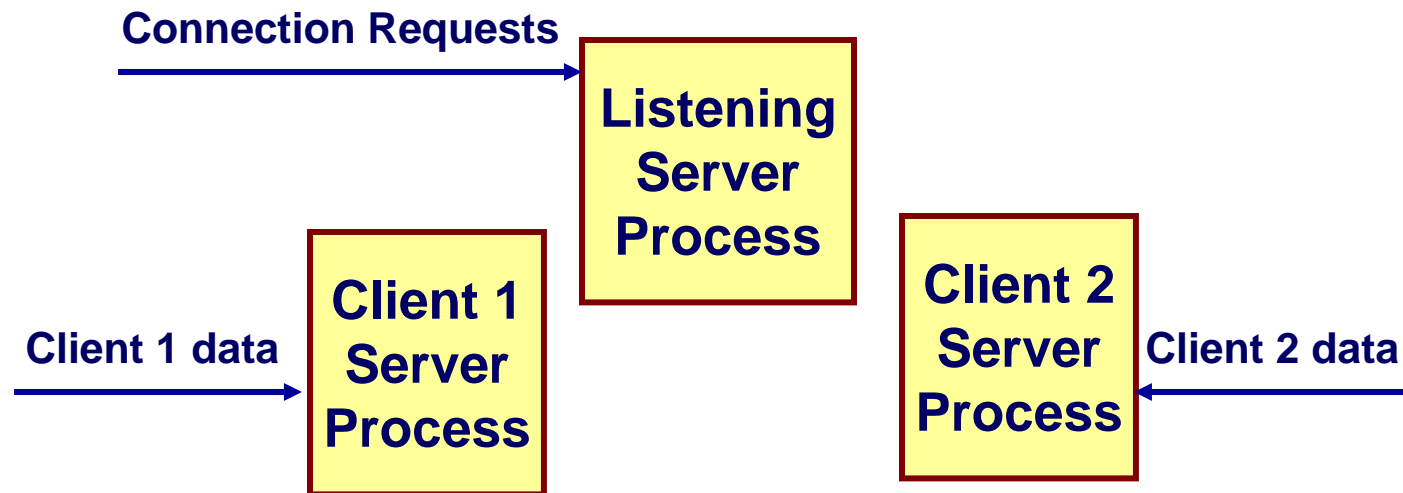 Connection Requests
Listening
Server
Process
Client 1
Server
Process
Client 2
Server
Process
Client 1 data
Client 2 data